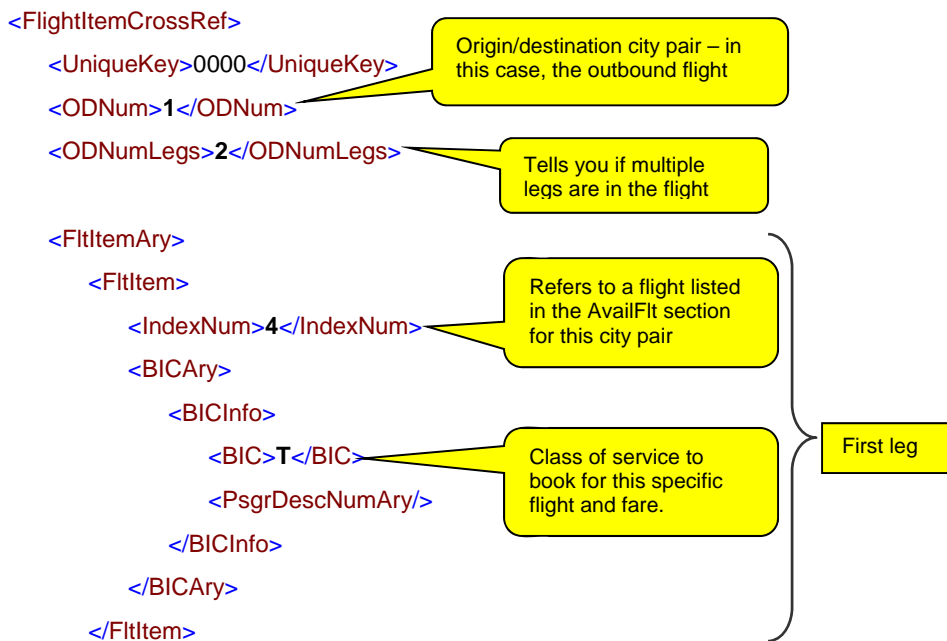 <FlightItemCrossRef>
<UniqueKey>0000</UniqueKey>
Origin/destination city pair – in
this case, the outbound flight
<ODNum>1</ODNum>
<ODNumLegs>2</ODNumLegs>
Tells you if multiple
legs are in the flight
<FltItemAry>
<FltItem>
Refers to a flight listed
in the AvailFlt section
for this city pair
<IndexNum>4</IndexNum>
<BICAry>
<BICInfo>
<BIC>T</BIC>
Class of service to
book for this specific
flight and fare.
First leg
<PsgrDescNumAry/>
</BICInfo>
</BICAry>
</FltItem>